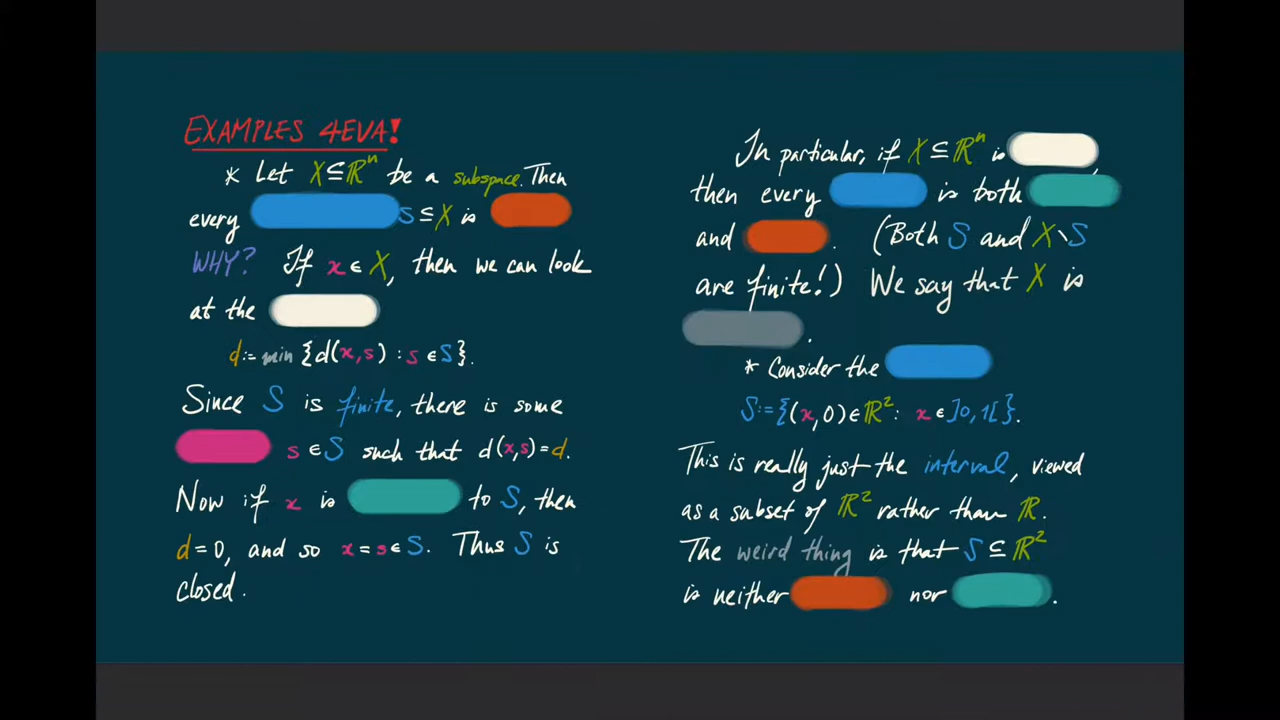 EXAMPLES 4EVA!
* Let X ⊆ ℝⁿ be a subspace. Then
every S ⊆ X is
WHY? If x ∈ X, then we can look
at the
d := min {d(x,s) : s ∈ S}.
Since S is finite, there is some
s ∈ S such that d(x,s) = d.
Now if x is to S, then
d = 0, and so x = s ∈ S. Thus S is
closed.
In particular, if X ⊆ ℝⁿ is ,
then every is both
and . (Both S and X∖S
are finite!) We say that X is
.
* Consider the
S := {(x,0) ∈ ℝ² : x ∈ ]0,1[}.
This is really just the interval, viewed
as a subset of ℝ² rather than ℝ.
The weird thing is that S ⊆ ℝ²
is neither nor .